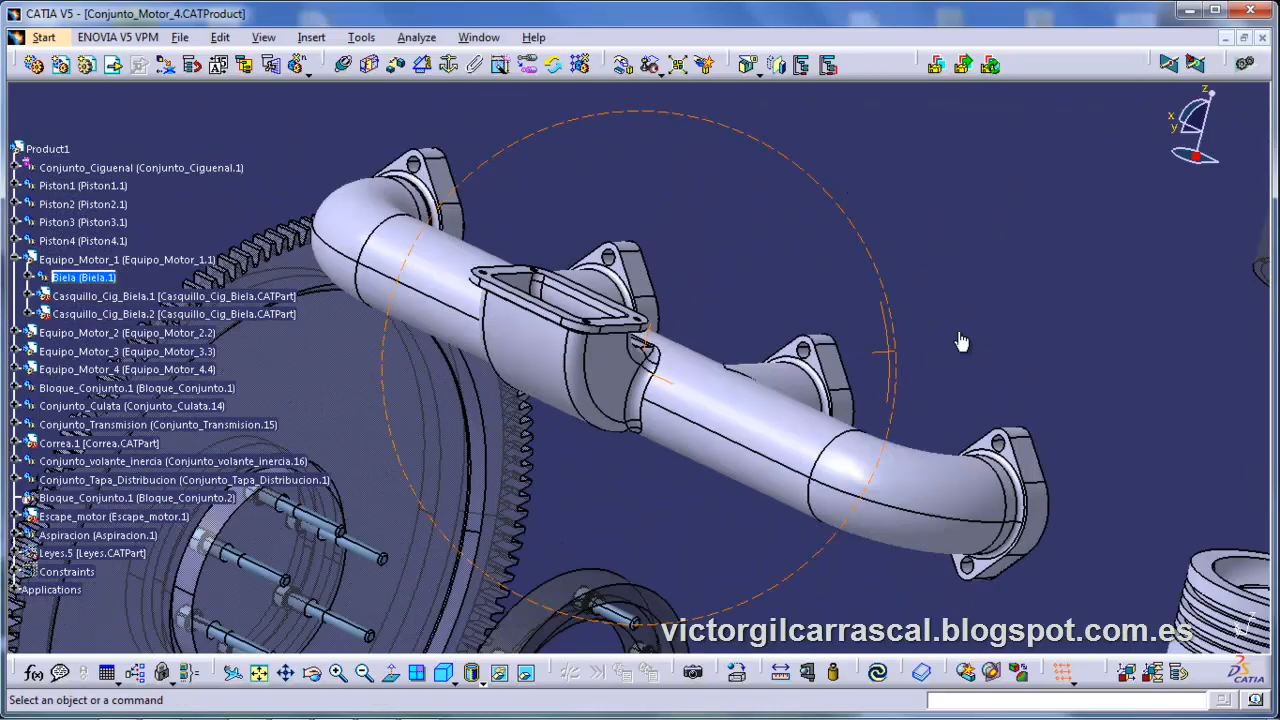 CATIA V5 - [Conjunto_Motor_4.CATProduct]
Start ENOVIA V5 VPM File Edit View Insert Tools Analyze Window Help
z
x
y
Product1
Conjunto_Ciguenal (Conjunto_Ciguenal.1)
Piston1 (Piston1.1)
Piston2 (Piston2.1)
Piston3 (Piston3.1)
Piston4 (Piston4.1)
Equipo_Motor_1 (Equipo_Motor_1.1)
Biela (Biela.1)
Casquillo_Cig_Biela.1 [Casquillo_Cig_Biela.CATPart]
Casquillo_Cig_Biela.2 [Casquillo_Cig_Biela.CATPart]
Equipo_Motor_2 (Equipo_Motor_2.2)
Equipo_Motor_3 (Equipo_Motor_3.3)
Equipo_Motor_4 (Equipo_Motor_4.4)
Bloque_Conjunto.1 (Bloque_Conjunto.1)
Conjunto_Culata (Conjunto_Culata.14)
Conjunto_Transmision (Conjunto_Transmision.15)
Correa.1 [Correa.CATPart]
Conjunto_volante_inercia (Conjunto_volante_inercia.16)
Conjunto_Tapa_Distribucion (Conjunto_Tapa_Distribucion.1)
Bloque_Conjunto.1 (Bloque_Conjunto.2)
Escape_motor (Escape_motor.1)
Aspiracion (Aspiracion.1)
Leyes.5 [Leyes.CATPart]
Constraints
Applications
victorgilcarrascal.blogspot.com.es
f(x)
CATIA
Select an object or a command